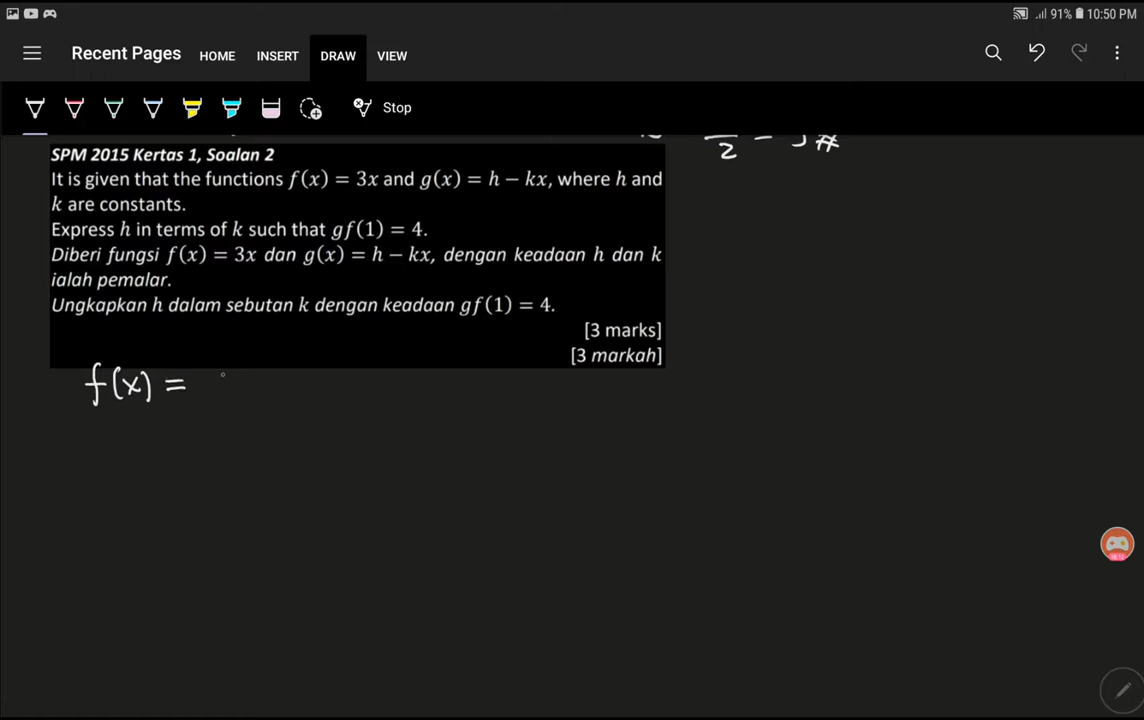 91% 10:50 PM
Recent Pages HOME INSERT DRAW VIEW
Stop
2 = 5 #
SPM 2015 Kertas 1, Soalan 2
It is given that the functions f(x) = 3x and g(x) = h − kx, where h and
k are constants.
Express h in terms of k such that gf(1) = 4.
Diberi fungsi f(x) = 3x dan g(x) = h − kx, dengan keadaan h dan k
ialah pemalar.
Ungkapkan h dalam sebutan k dengan keadaan gf(1) = 4.
[3 marks]
[3 markah]
f(x) =